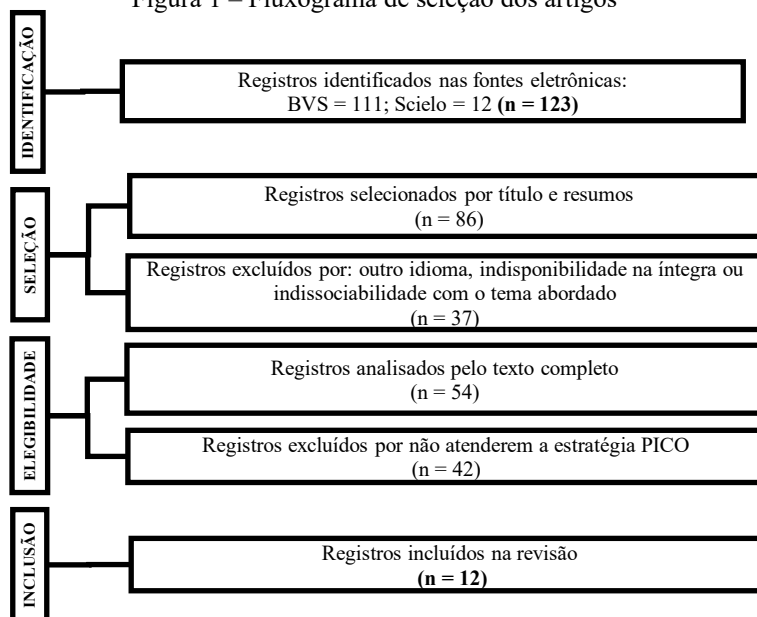 Figura 1 – Fluxograma de seleção dos artigos
IDENTIFICAÇÃO
Registros identificados nas fontes eletrônicas:
BVS = 111; Scielo = 12 (n = 123)
SELEÇÃO
Registros selecionados por título e resumos
(n = 86)
Registros excluídos por: outro idioma, indisponibilidade na íntegra ou
indissociabilidade com o tema abordado
(n = 37)
ELEGIBILIDADE
Registros analisados pelo texto completo
(n = 54)
Registros excluídos por não atenderem a estratégia PICO
(n = 42)
INCLUSÃO
Registros incluídos na revisão
(n = 12)